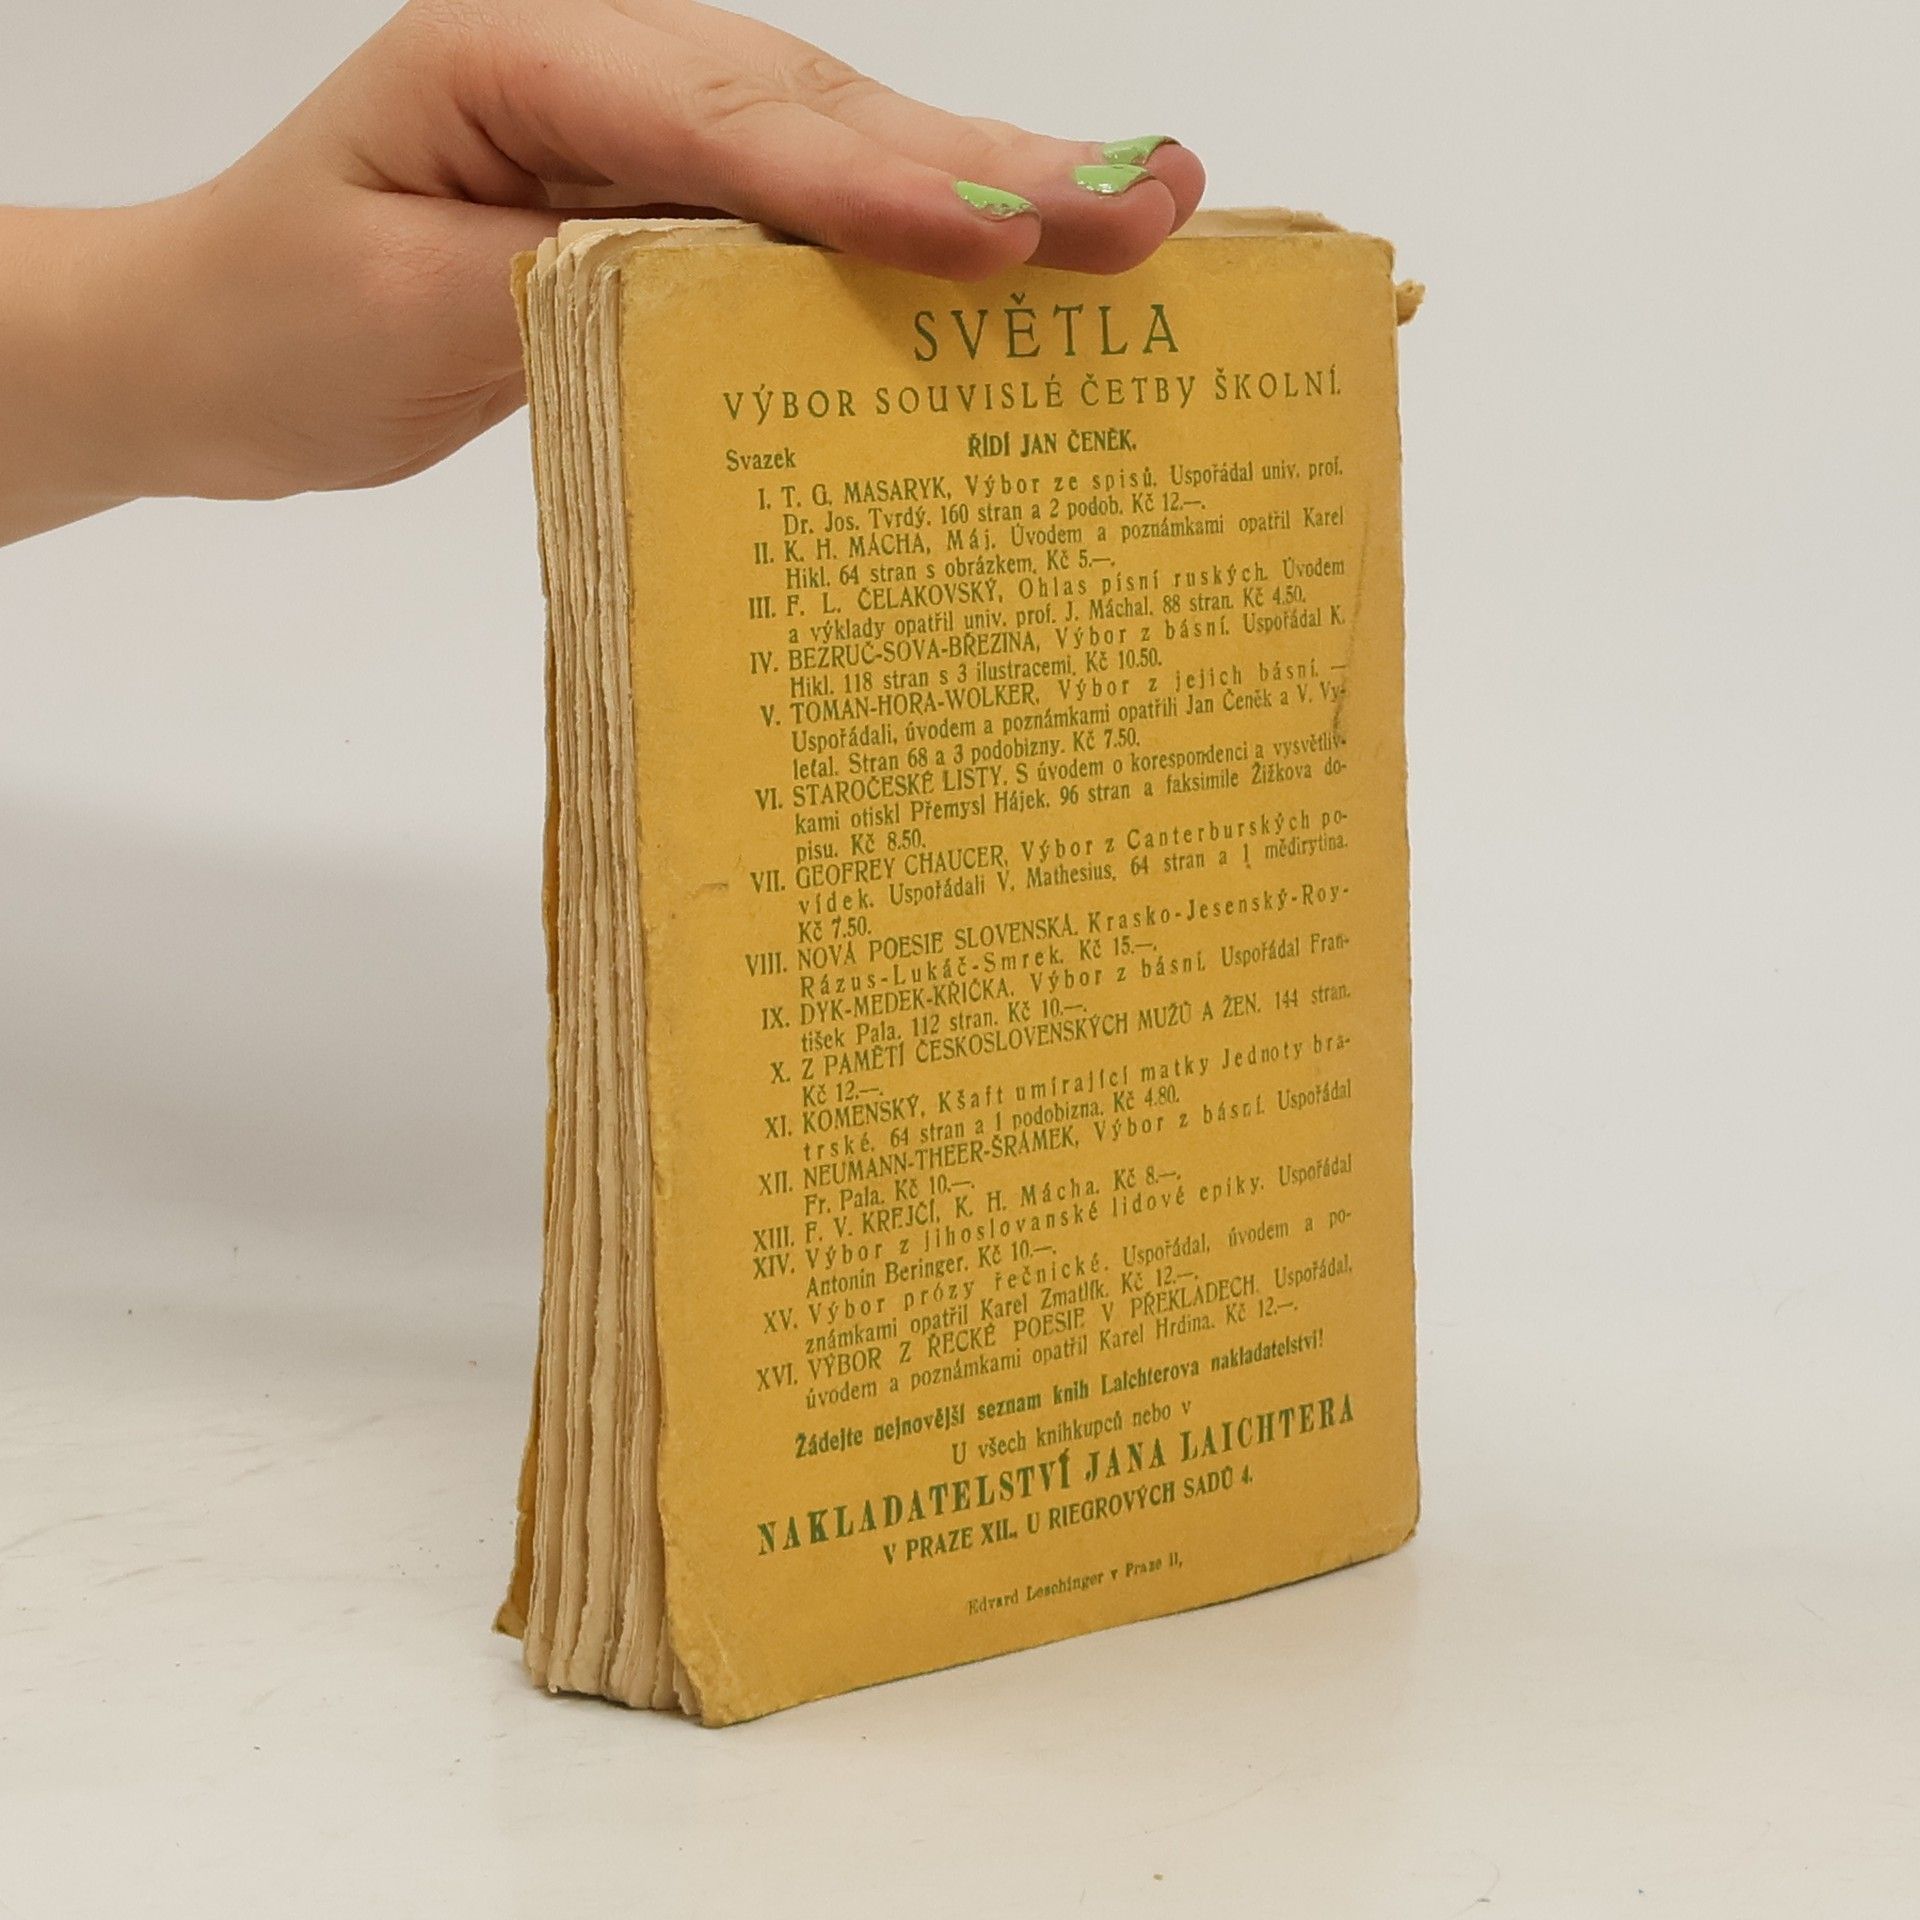 SVĚTLA
VÝBOR SOUVISLÉ ČETBY ŠKOLNÍ.
ŘÍDÍ JAN ČENĚK.
Svazek
I. T. G. MASARYK, Výbor ze spisů. Uspořádal univ. prof.
Dr. Jos. Tvrdý. 160 stran a 2 podob. Kč 12.—.
II. K. H. MÁCHA, Máj. Úvodem a poznámkami opatřil Karel
Hikl. 64 stran s obrázkem. Kč 5.—.
III. F. L. ČELAKOVSKÝ, Ohlas písní ruských. Úvodem
a výklady opatřil univ. prof. J. Máchal. 88 stran. Kč 4.50.
IV. BEZRUČ-SOVA-BŘEZINA, Výbor z básní. Uspořádal K.
Hikl. 118 stran s 3 ilustracemi. Kč 10.50.
V. TOMAN-HORA-WOLKER, Výbor z jejich básní. —
Uspořádali, úvodem a poznámkami opatřili Jan Čeněk a V. Vy-
leťal. Stran 68 a 3 podobizny. Kč 7.50.
VI. STAROČESKÉ LISTY. S úvodem o korespondenci a vysvětliv-
kami otiskl Přemysl Hájek. 96 stran a faksimile Žižkova do-
pisu. Kč 8.50.
VII. GEOFREY CHAUCER, Výbor z Canterburských po-
vídek. Uspořádali V. Mathesius. 64 stran a 1 mědirytina.
Kč 7.50.
VIII. NOVÁ POESIE SLOVENSKÁ. Krasko-Jesenský-Roy-
Rázus-Lukáč-Smrek. Kč 15.—.
IX. DYK-MEDEK-KŘIČKA. Výbor z básní. Uspořádal Fran-
tišek Pala. 112 stran. Kč 10.—.
X. Z PAMĚTÍ ČESKOSLOVENSKÝCH MUŽŮ A ŽEN. 144 stran.
Kč 12.—.
XI. KOMENSKÝ, Kšaft umírající matky Jednoty bra-
trské. 64 stran a 1 podobizna. Kč 4.80.
XII. NEUMANN-THEER-ŠRÁMEK, Výbor z básní. Uspořádal
Fr. Pala. Kč 10.—.
XIII. F. V. KREJČÍ, K. H. Mácha. Kč 8.—.
XIV. Výbor z jihoslovanské lidové epiky. Uspořádal
Antonín Beringer. Kč 10.—.
XV. Výbor prózy řečnické. Uspořádal, úvodem a po-
známkami opatřil Karel Zmatlík. Kč 12.—.
XVI. VÝBOR Z ŘECKÉ POESIE V PŘEKLADECH. Uspořádal,
úvodem a poznámkami opatřil Karel Hrdina. Kč 12.—.
Žádejte nejnovější seznam knih Laichterova nakladatelství!
U všech knihkupců nebo v
NAKLADATELSTVÍ JANA LAICHTERA
V PRAZE XII., U RIEGROVÝCH SADŮ 4.
Edvard Leschinger v Praze II,